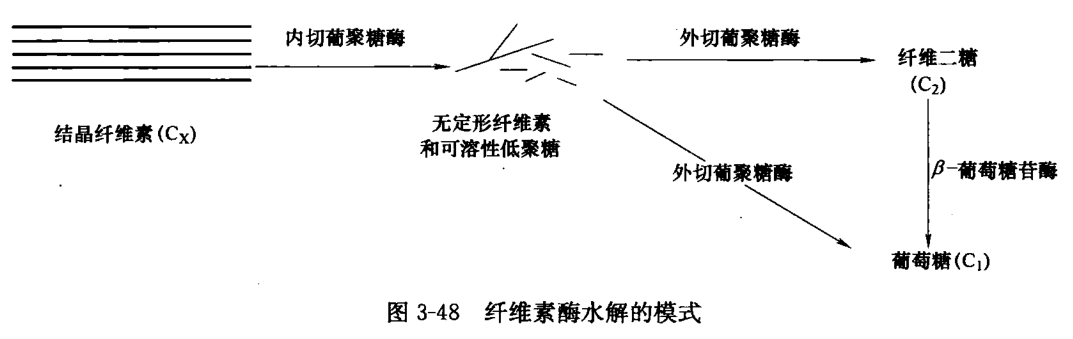 内切葡聚糖酶
外切葡聚糖酶
纤维二糖
(C₂)
结晶纤维素(Cx)
无定形纤维素
和可溶性低聚糖
外切葡聚糖酶
β-葡萄糖苷酶
葡萄糖(C₁)
图 3-48 纤维素酶水解的模式